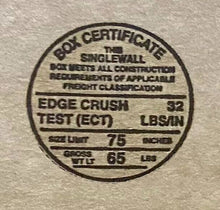 BOX CERTIFICATE
THIS
SINGLEWALL
BOX MEETS ALL CONSTRUCTION
REQUIREMENTS OF APPLICABLE
FREIGHT CLASSIFICATION
EDGE CRUSH 32
TEST (ECT) LBS/IN
SIZE LIMIT 75 INCHES
GROSS WT LT 65 LBS